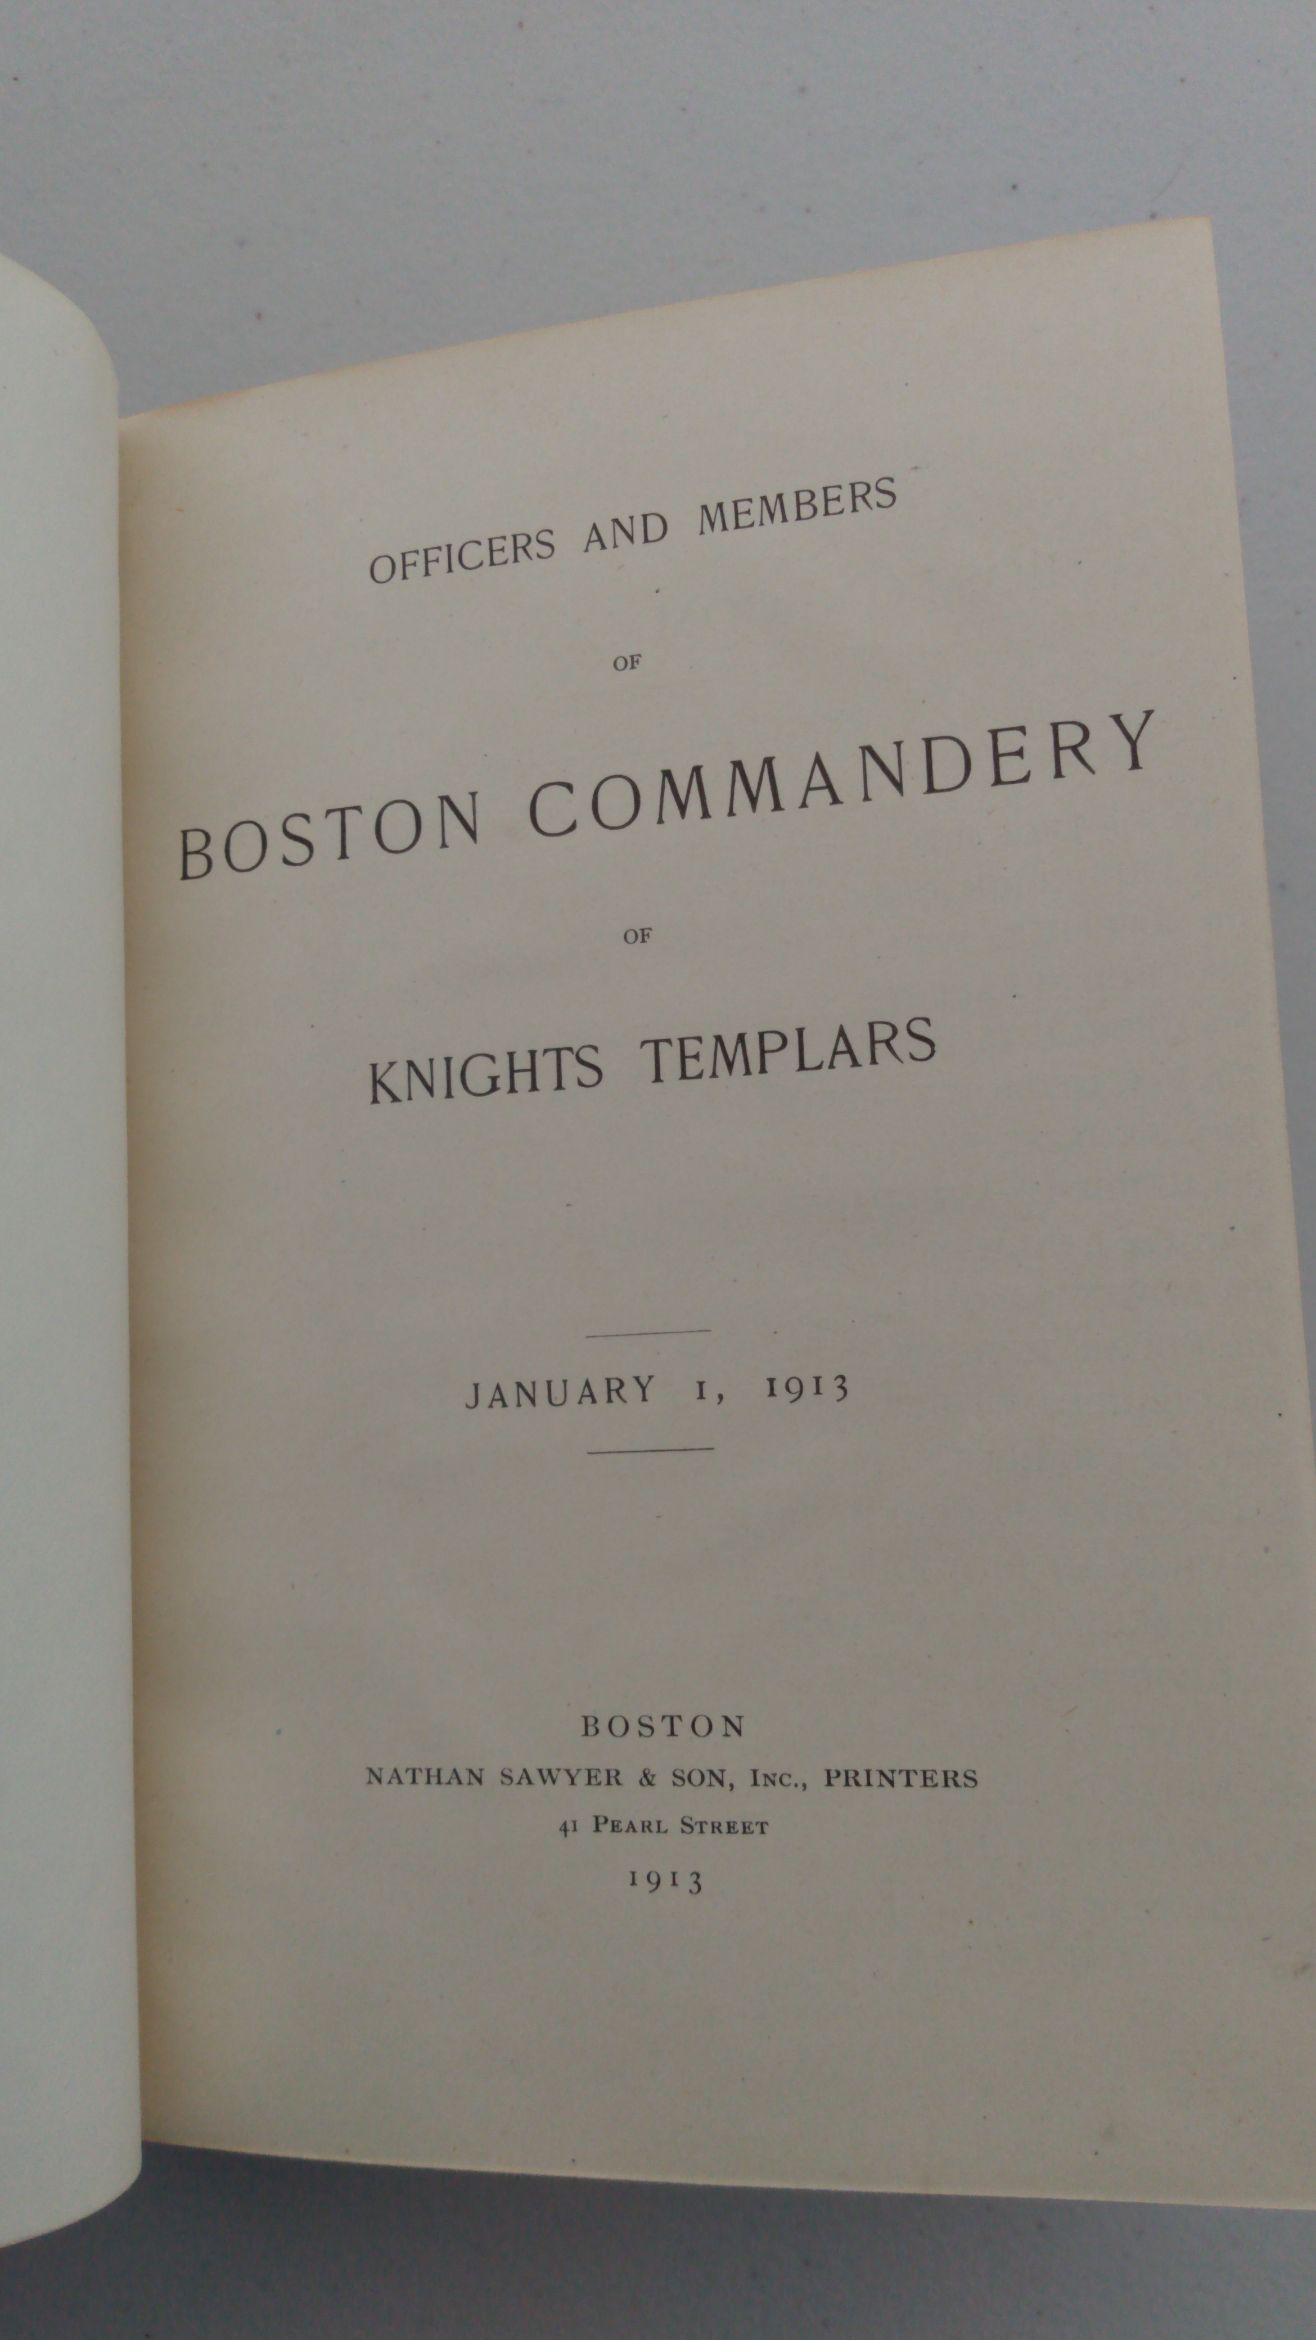 OFFICERS AND MEMBERS
OF
BOSTON COMMANDERY
OF
KNIGHTS TEMPLARS
JANUARY 1, 1913
BOSTON
NATHAN SAWYER & SON, INC., PRINTERS
41 PEARL STREET
1913